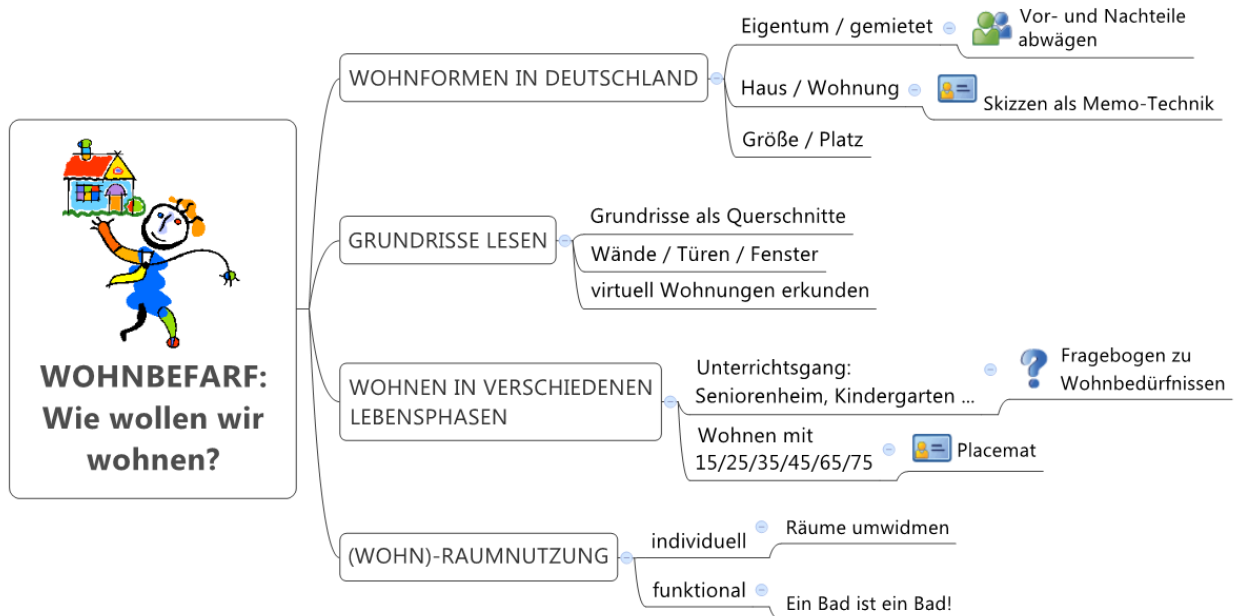 WOHNBEFARF:
Wie wollen wir
wohnen?
WOHNFORMEN IN DEUTSCHLAND
Eigentum / gemietet
Vor- und Nachteile
abwägen
Haus / Wohnung
Skizzen als Memo-Technik
Größe / Platz
GRUNDRISSE LESEN
Grundrisse als Querschnitte
Wände / Türen / Fenster
virtuell Wohnungen erkunden
WOHNEN IN VERSCHIEDENEN
LEBENSPHASEN
Unterrichtsgang:
Seniorenheim, Kindergarten ...
Fragebogen zu
Wohnbedürfnissen
Wohnen mit
15/25/35/45/65/75
Placemat
(WOHN)-RAUMNUTZUNG
individuell
Räume umwidmen
funktional
Ein Bad ist ein Bad!